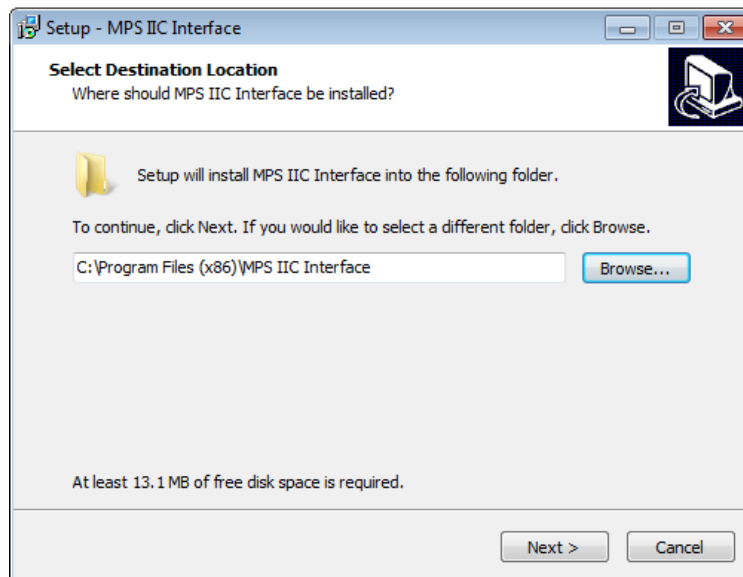 Setup - MPS IIC Interface
Select Destination Location
Where should MPS IIC Interface be installed?
Setup will install MPS IIC Interface into the following folder.
To continue, click Next. If you would like to select a different folder, click Browse.
C:\Program Files (x86)\MPS IIC Interface
Browse...
At least 13.1 MB of free disk space is required.
Next >
Cancel